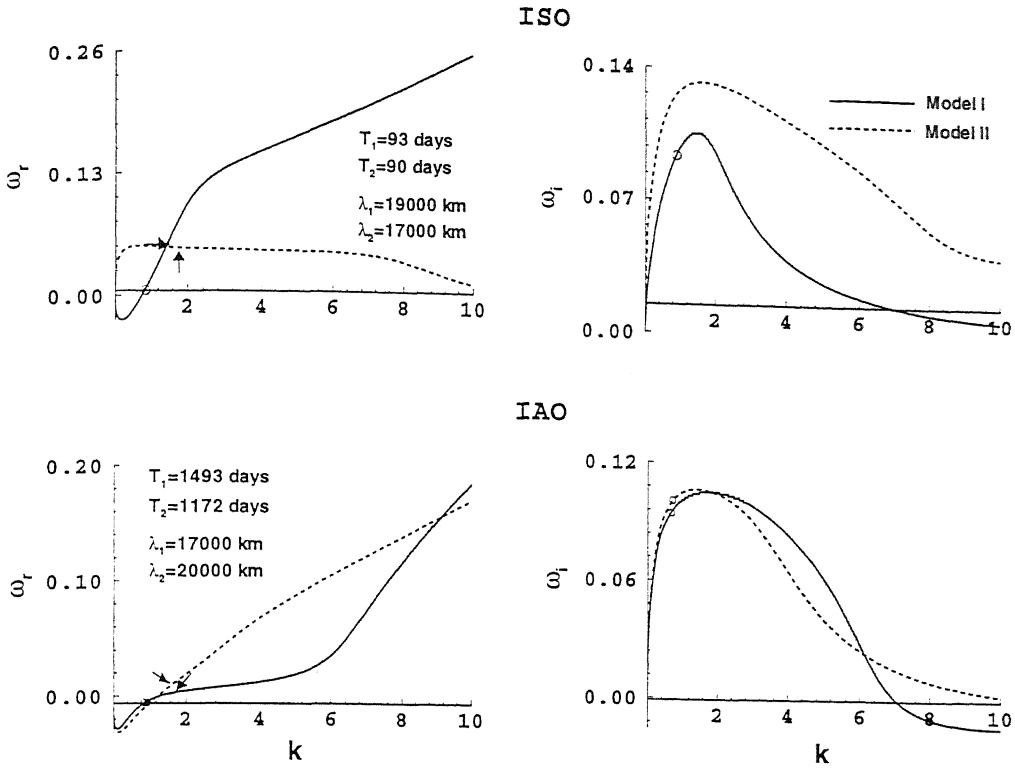 ISO
0.26
0.13
0.00
ω_r
T₁=93 days
T₂=90 days
λ₁=19000 km
λ₂=17000 km
2 4 6 8 10
0.14
0.07
0.00
ω_i
Model I
Model II
2 4 6 8 10
IAO
0.20
0.10
0.00
ω_r
T₁=1493 days
T₂=1172 days
λ₁=17000 km
λ₂=20000 km
2 4 6 8 10
k
0.12
0.06
0.00
ω_i
2 4 6 8 10
k